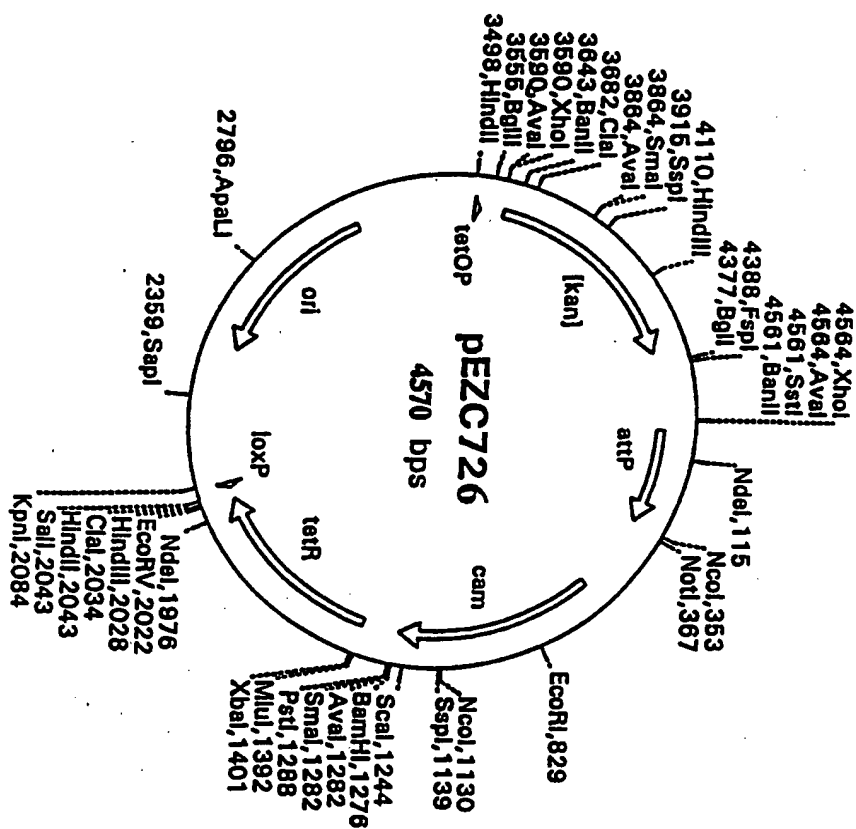 4564,XhoI
4564,AvaI
4561,SstI
4561,BanII
4388,FspI
4377,BglI
4110,HindIII
3915,SspI
3864,SmaI
3864,AvaI
3682,ClaI
3643,BanII
3590,XhoI
3590,AvaI
3555,BglII
3498,HindII
NdeI,115
NcoI,353
NotI,367
EcoRI,829
NcoI,1130
SspI,1139
ScaI,1244
BamHI,1276
AvaI,1282
SmaI,1282
PstI,1288
MluI,1392
XbaI,1401
attP
[kan]
cam
tetOP
pEZC726
4570 bps
tetR
ori
loxP
2796,ApaLI
2359,SapI
NdeI,1976
EcoRV,2022
HindIII,2028
ClaI,2034
HindII,2043
SalI,2043
KpnI,2084